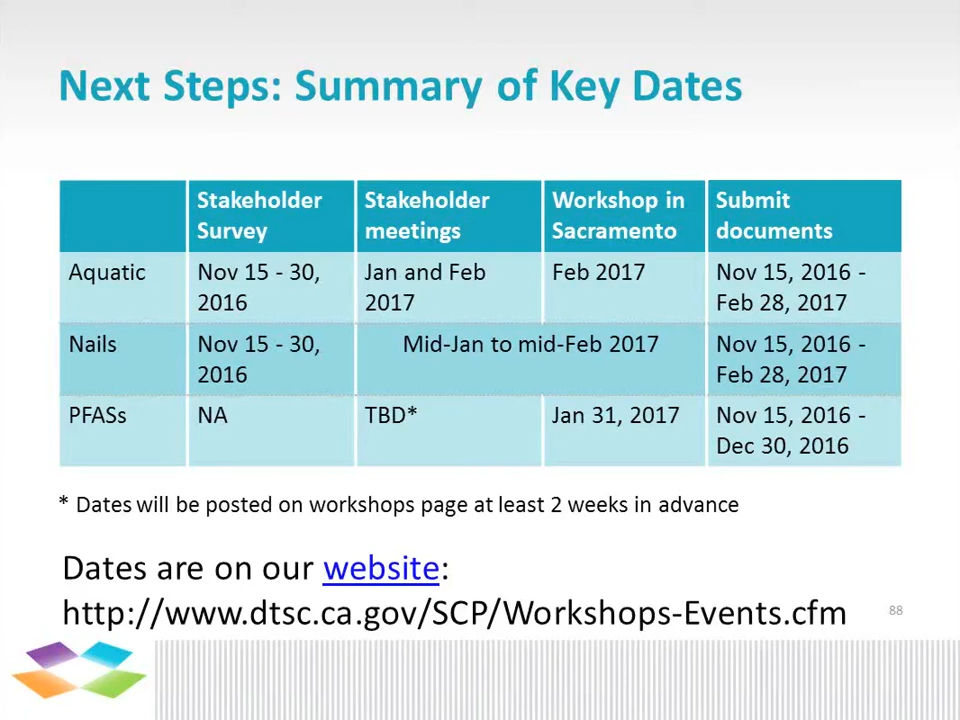 Next Steps: Summary of Key Dates
Stakeholder Survey | Stakeholder meetings | Workshop in Sacramento | Submit documents
Aquatic | Nov 15 - 30, 2016 | Jan and Feb 2017 | Feb 2017 | Nov 15, 2016 - Feb 28, 2017
Nails | Nov 15 - 30, 2016 | Mid-Jan to mid-Feb 2017 | Nov 15, 2016 - Feb 28, 2017
PFASs | NA | TBD* | Jan 31, 2017 | Nov 15, 2016 - Dec 30, 2016
* Dates will be posted on workshops page at least 2 weeks in advance
Dates are on our website:
http://www.dtsc.ca.gov/SCP/Workshops-Events.cfm
88